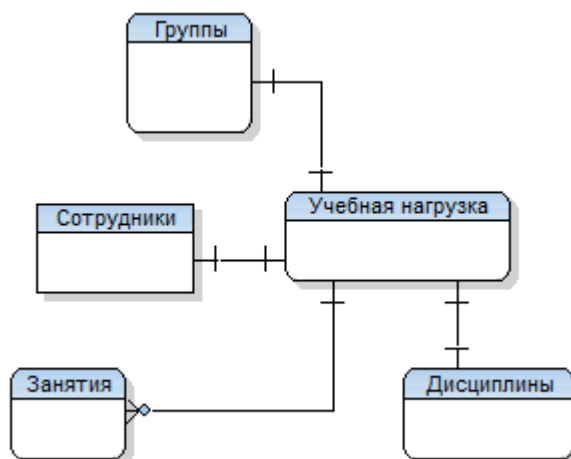 Группы
Учебная нагрузка
Сотрудники
Занятия
Дисциплины